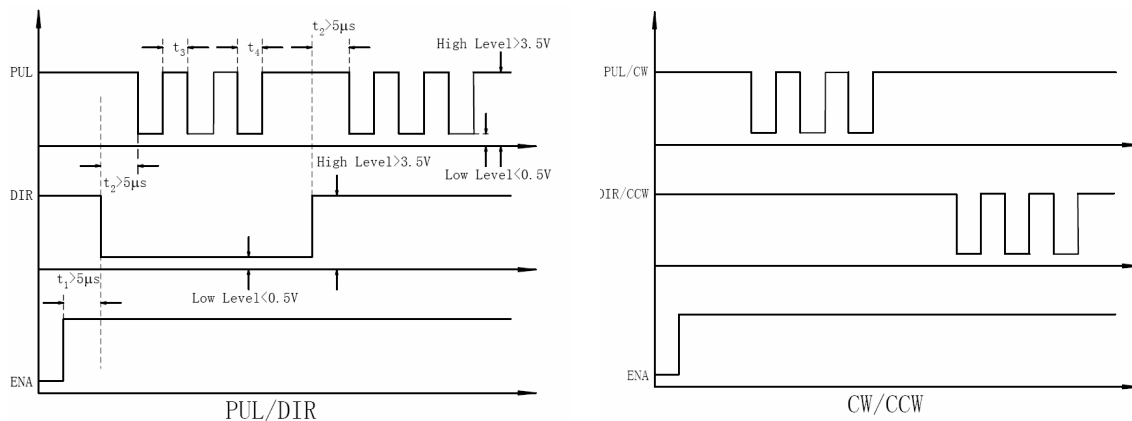 t₂>5μs
t₃
t₄
High Level>3.5V
PUL
Low Level<0.5V
t₂>5μs
High Level>3.5V
DIR
t₁>5μs
Low Level<0.5V
ENA
PUL/DIR
PUL/CW
DIR/CCW
ENA
CW/CCW